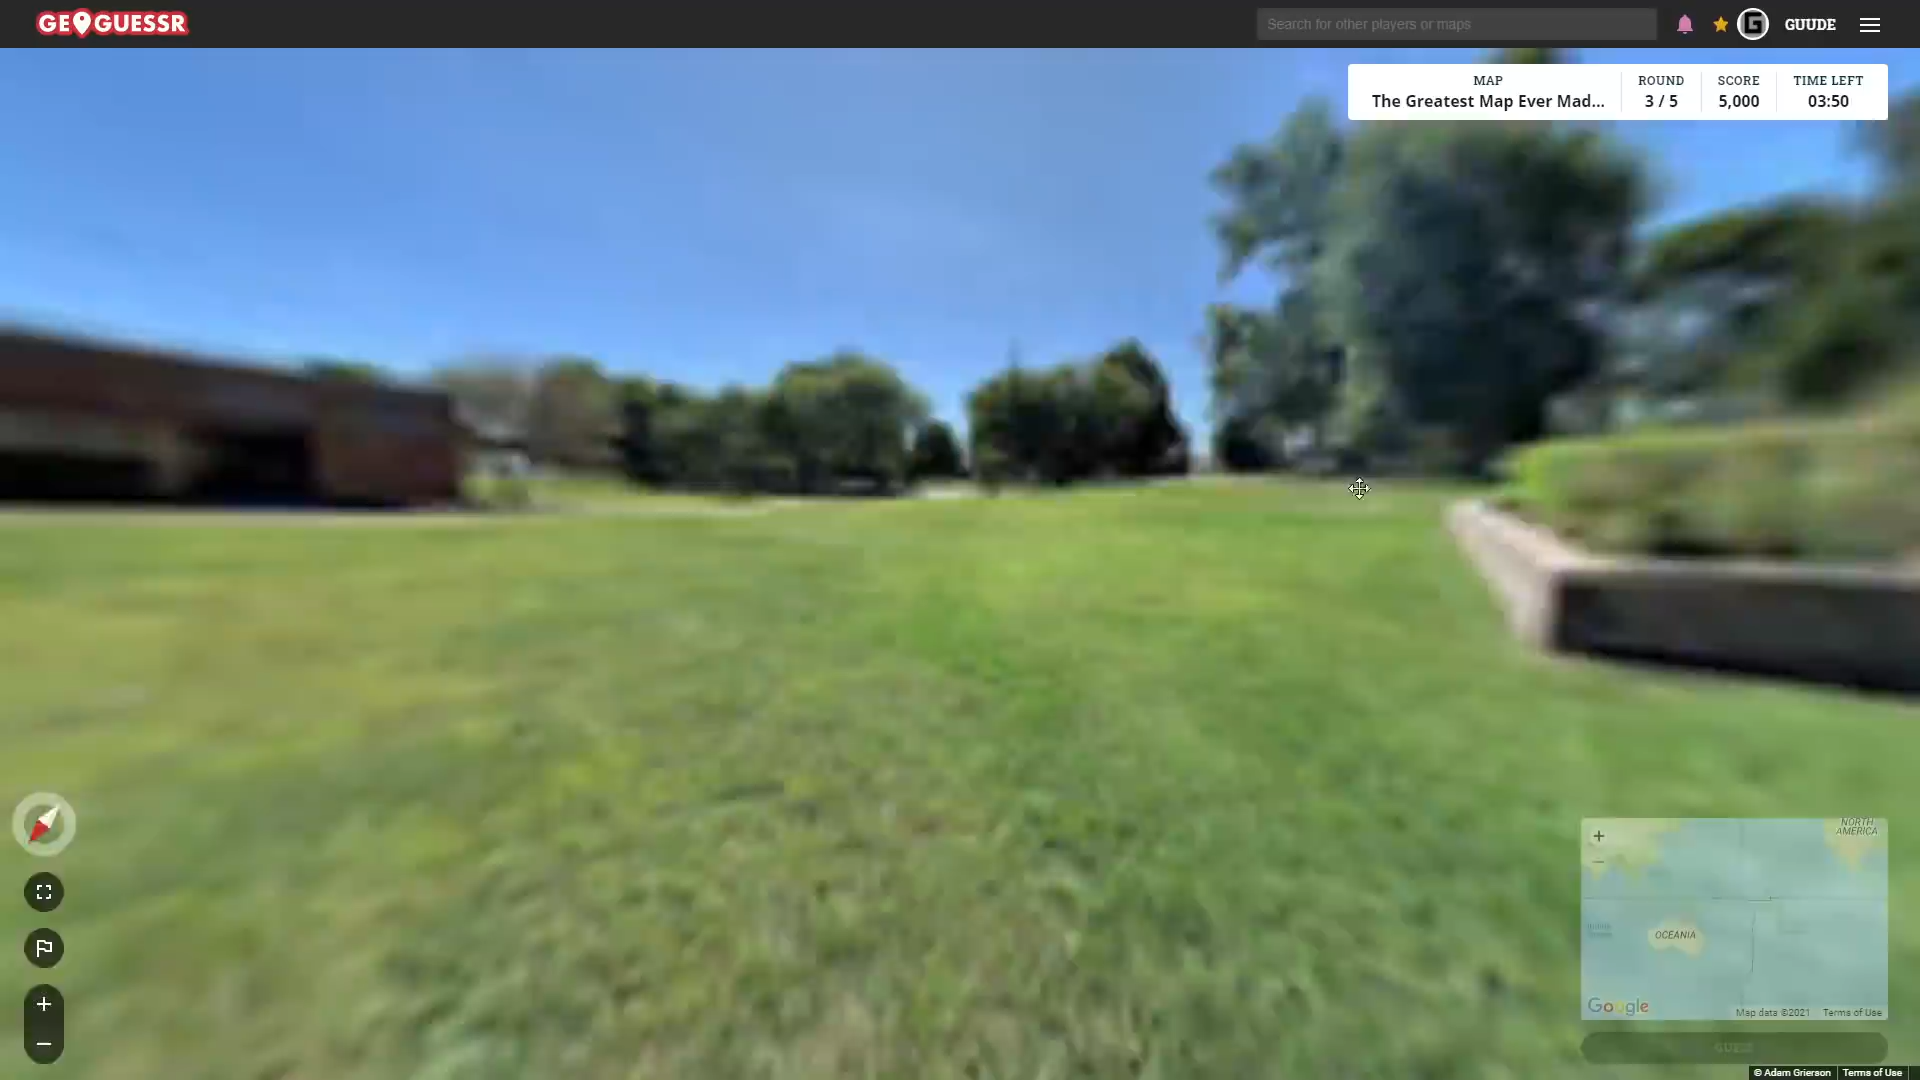 GEOGUESSR
Search for other players or maps
GUUDE
MAP
The Greatest Map Ever Mad...
ROUND
3 / 5
SCORE
5,000
TIME LEFT
03:50
NORTH
AMERICA
OCEANIA
Google
Map data ©2021
Terms of Use
GUESS
© Adam Grierson
Terms of Use